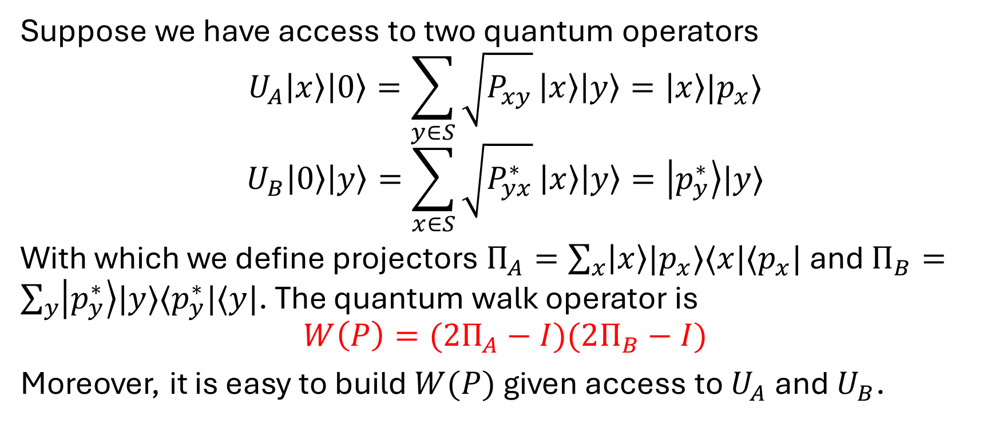 Suppose we have access to two quantum operators
$U_A|x\rangle|0\rangle = \sum_{y\in S} \sqrt{P_{xy}}\,|x\rangle|y\rangle = |x\rangle|p_x\rangle$
$U_B|0\rangle|y\rangle = \sum_{x\in S} \sqrt{P^*_{yx}}\,|x\rangle|y\rangle = |p^*_y\rangle|y\rangle$
With which we define projectors $\Pi_A = \sum_x |x\rangle|p_x\rangle\langle x|\langle p_x|$ and $\Pi_B =$
$\sum_y |p^*_y\rangle|y\rangle\langle p^*_y|\langle y|$. The quantum walk operator is
$W(P) = (2\Pi_A - I)(2\Pi_B - I)$
Moreover, it is easy to build $W(P)$ given access to $U_A$ and $U_B$.